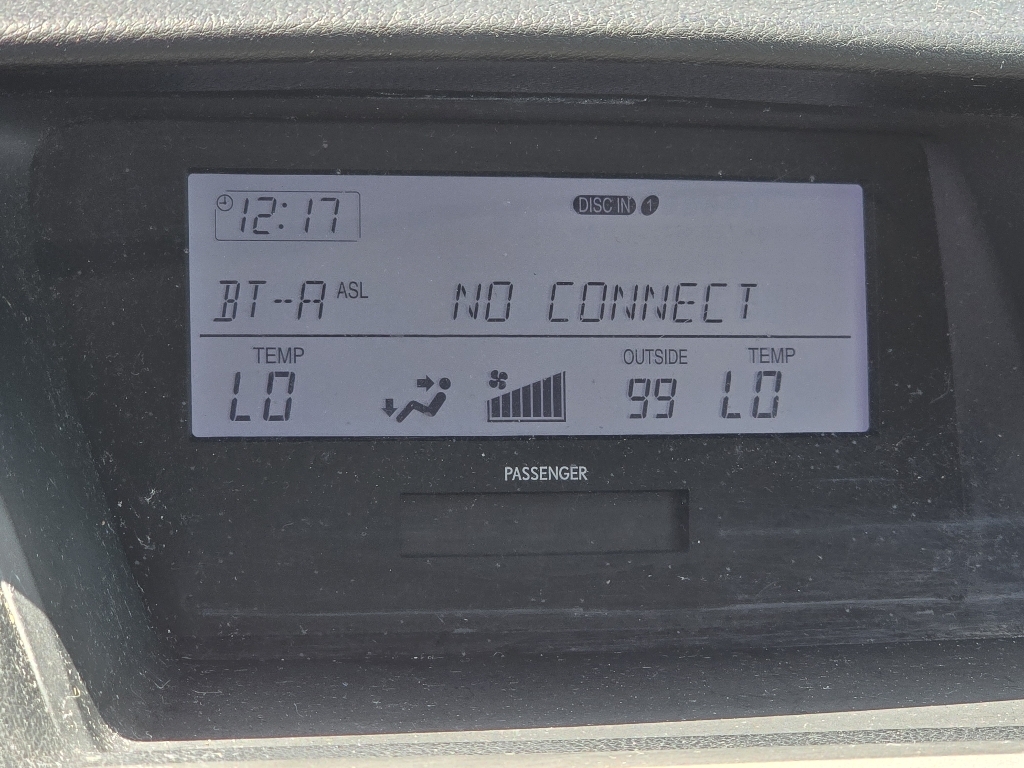 12:17 DISC IN 1
BT--A ASL NO CONNECT
TEMP OUTSIDE TEMP
LO 99 LO
PASSENGER